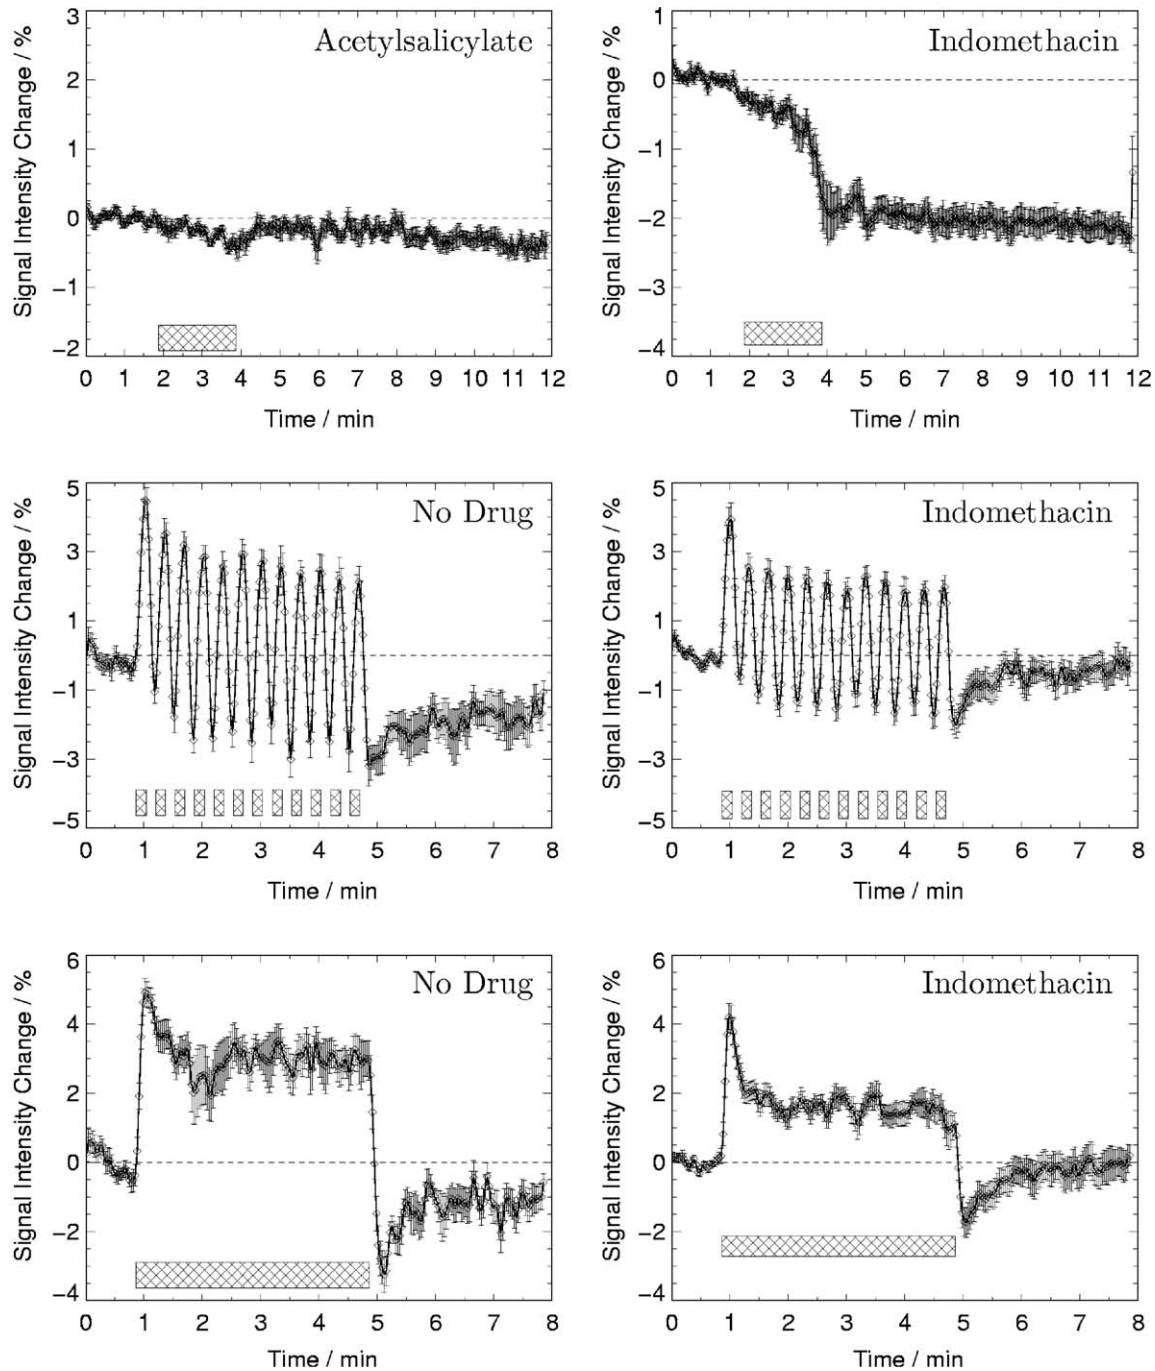 Acetylsalicylate
Signal Intensity Change / %
3
2
1
0
−1
−2
0 1 2 3 4 5 6 7 8 9 10 11 12
Time / min
Indomethacin
Signal Intensity Change / %
1
0
−1
−2
−3
−4
0 1 2 3 4 5 6 7 8 9 10 11 12
Time / min
No Drug
Signal Intensity Change / %
5
3
1
−1
−3
−5
0 1 2 3 4 5 6 7 8
Time / min
Indomethacin
Signal Intensity Change / %
5
3
1
−1
−3
−5
0 1 2 3 4 5 6 7 8
Time / min
No Drug
Signal Intensity Change / %
6
4
2
0
−2
−4
0 1 2 3 4 5 6 7 8
Time / min
Indomethacin
Signal Intensity Change / %
6
4
2
0
−2
−4
0 1 2 3 4 5 6 7 8
Time / min